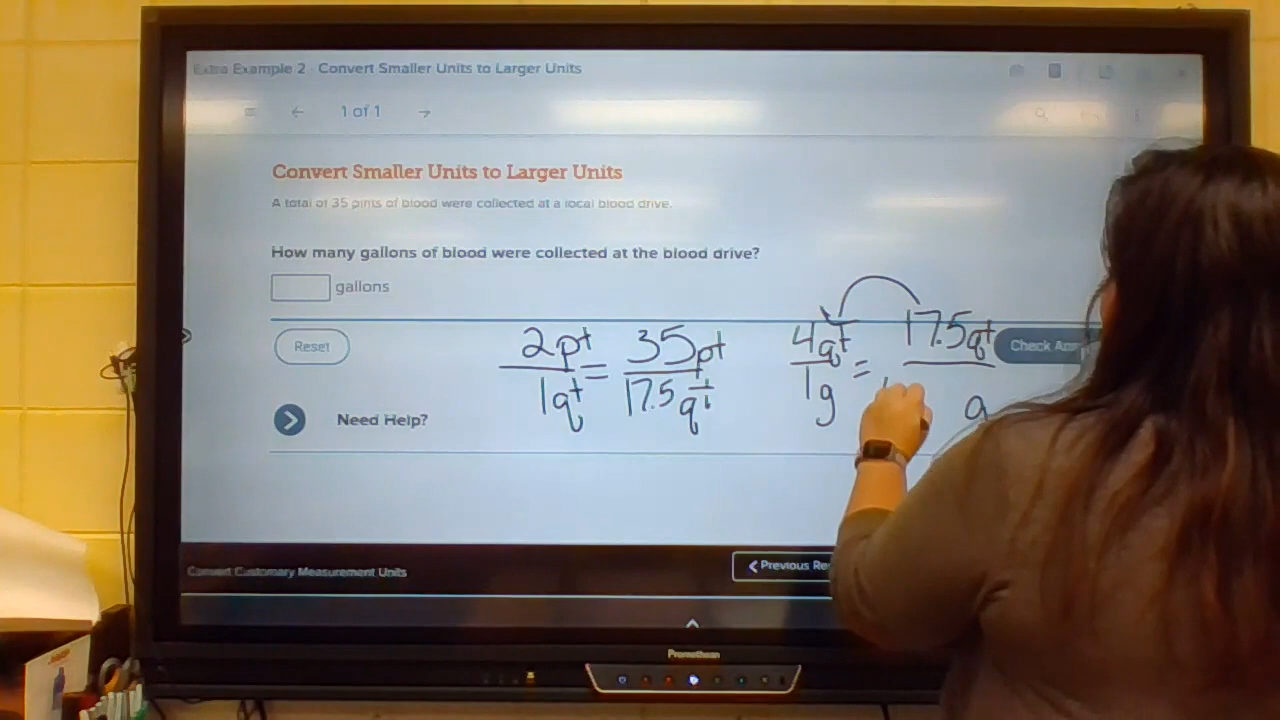 Extra Example 2 - Convert Smaller Units to Larger Units
1 of 1
Convert Smaller Units to Larger Units
A total of 35 pints of blood were collected at a local blood drive.
How many gallons of blood were collected at the blood drive?
gallons
Reset
2pt = 35pt
1qt 17.5 qt
4qt = 17.5qt
1g g
Check
Need Help?
Convert Customary Measurement Units
Previous
Promethean